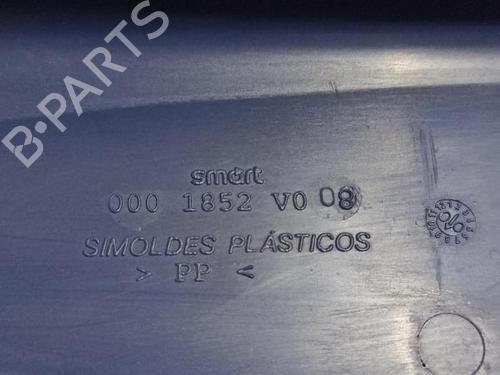 B-PARTS
smart
000 1852 V0 08
SIMOLDES PLÁSTICOS
> PP <